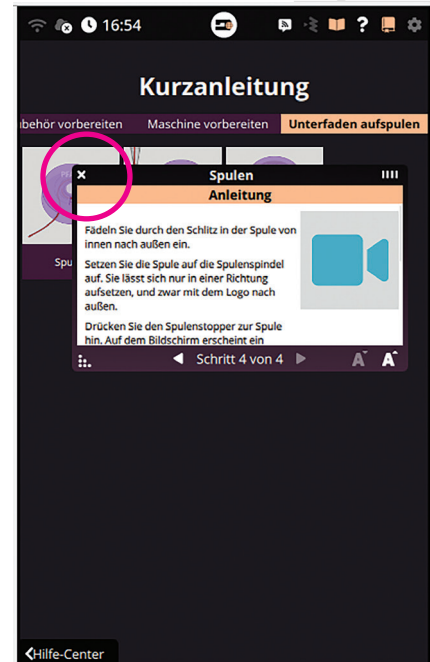 16:54
?
Kurzanleitung
ibehör vorbereiten Maschine vorbereiten Unterfaden aufspulen
× Spulen
Anleitung
Fädeln Sie durch den Schlitz in der Spule von
innen nach außen ein.
Setzen Sie die Spule auf die Spulenspindel
auf. Sie lässt sich nur in einer Richtung
aufsetzen, und zwar mit dem Logo nach
außen.
Drücken Sie den Spulenstopper zur Spule
hin. Auf dem Bildschirm erscheint ein
Spu
Schritt 4 von 4 A A
Hilfe-Center